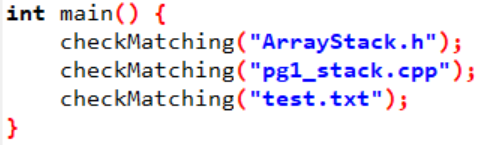 int main() {
    checkMatching("ArrayStack.h");
    checkMatching("pg1_stack.cpp");
    checkMatching("test.txt");
}